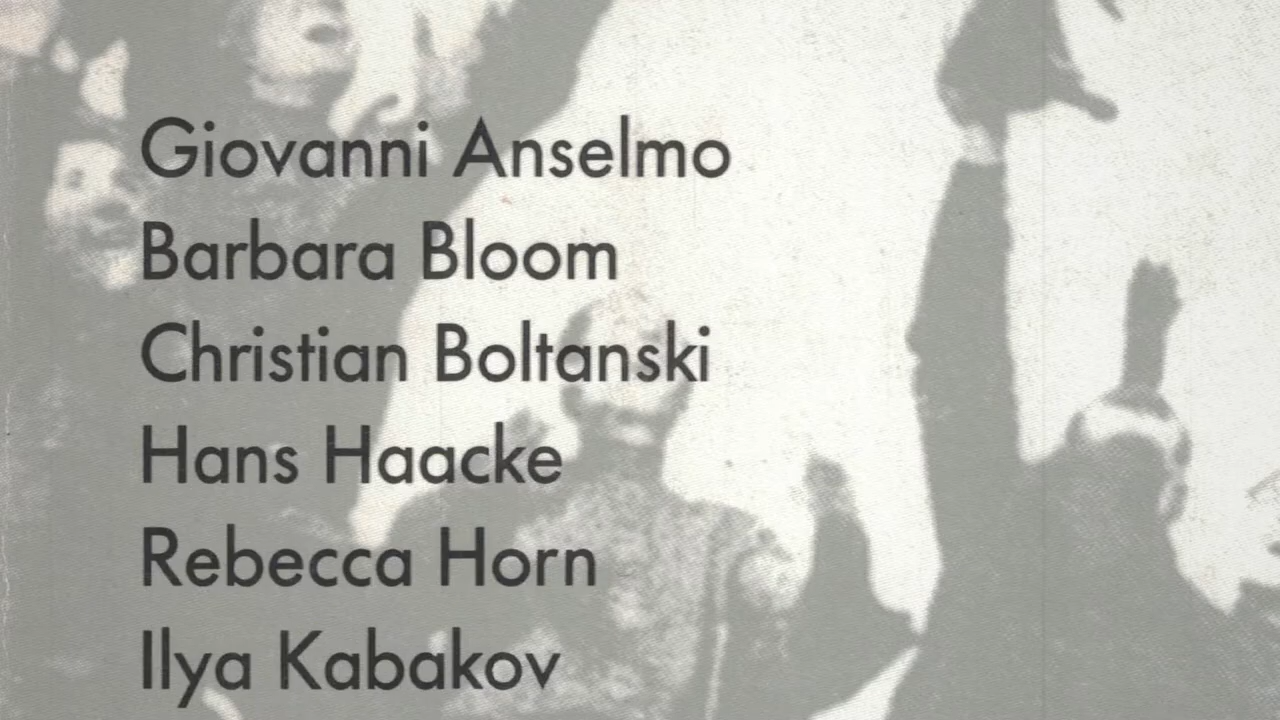 Giovanni Anselmo
Barbara Bloom
Christian Boltanski
Hans Haacke
Rebecca Horn
Ilya Kabakov